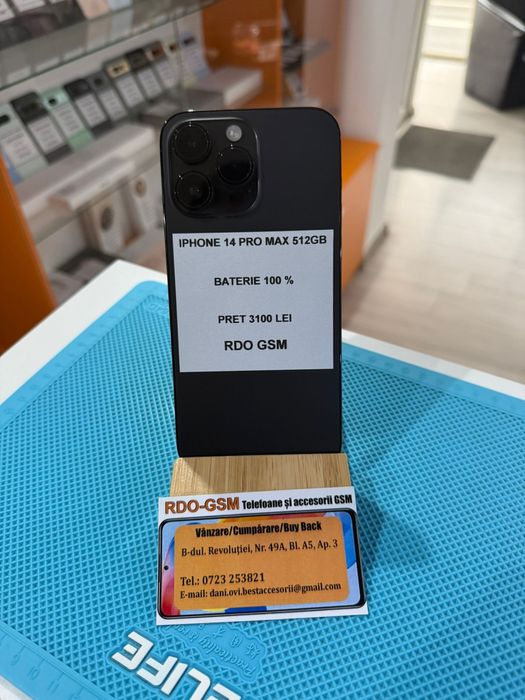 IPHONE 14 PRO MAX 512GB
BATERIE 100 %
PRET 3100 LEI
RDO GSM
RDO-GSM Telefoane și accesorii GSM
Vânzare/Cumpărare/Buy Back
B-dul. Revoluției, Nr. 49A, Bl. A5, Ap. 3
Tel.: 0723 253821
E-mail: dani.ovi.bestaccesorii@gmail.com
ELIFE